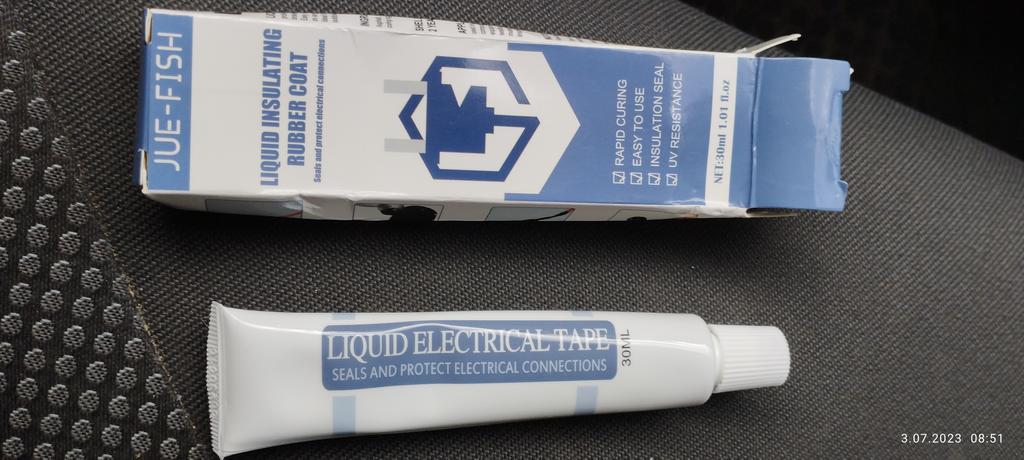 JUE-FISH
LIQUID INSULATING
RUBBER COAT
Seals and protect electrical connections
RAPID CURING
EASY TO USE
INSULATION SEAL
UV RESISTANCE
NET:30ml 1.01 fl.oz
LIQUID ELECTRICAL TAPE
SEALS AND PROTECT ELECTRICAL CONNECTIONS
30ML
3.07.2023 08:51